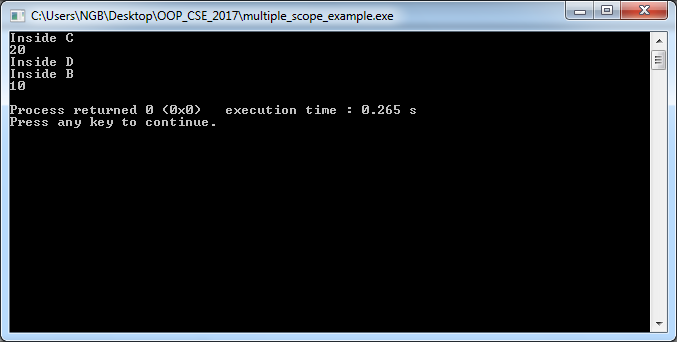 C:\Users\NGB\Desktop\OOP_CSE_2017\multiple_scope_example.exe
Inside C
20
Inside D
Inside B
10
Process returned 0 (0x0)   execution time : 0.265 s
Press any key to continue.